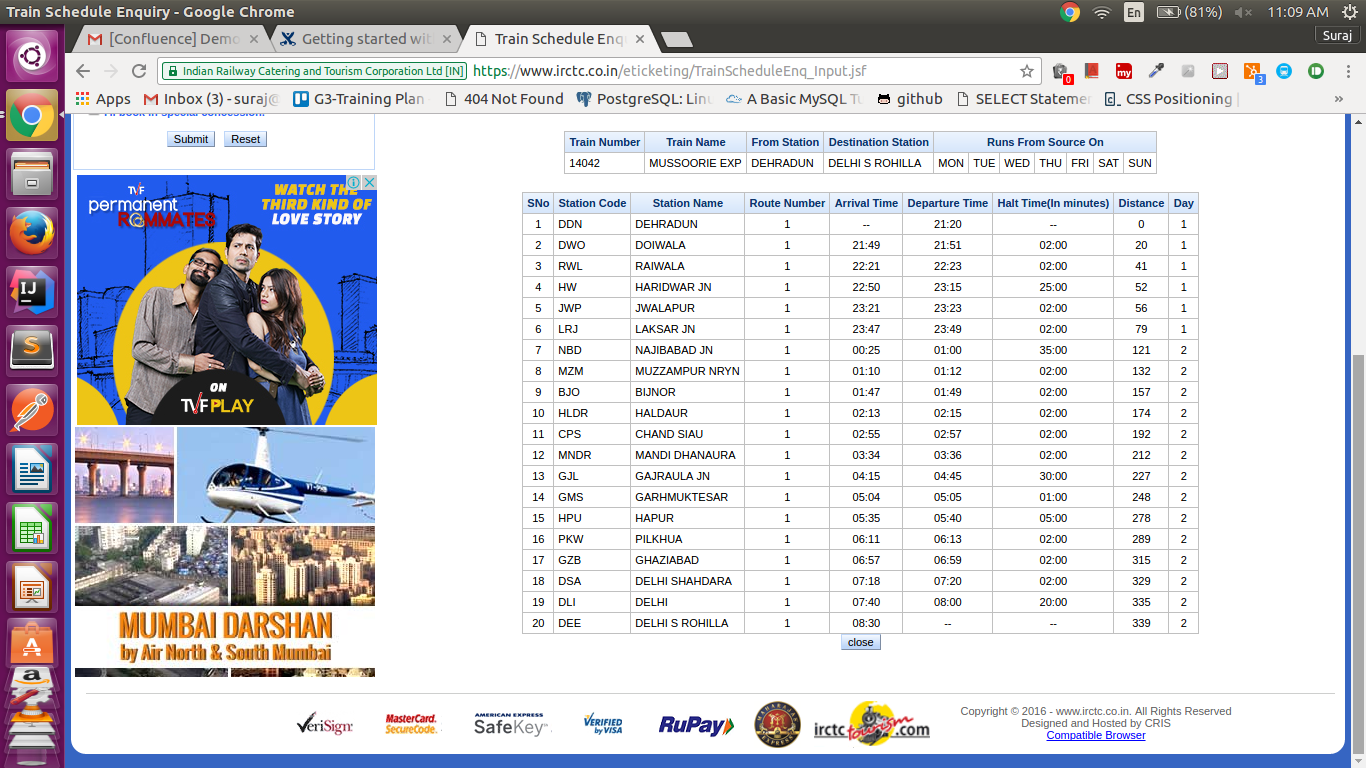 Train Schedule Enquiry - Google Chrome
En (81%) 11:09 AM
[Confluence] Demo Getting started wit Train Schedule Enq Suraj
Indian Railway Catering and Tourism Corporation Ltd [IN] https://www.irctc.co.in/eticketing/TrainScheduleEnq_Input.jsf
0 my 3
Apps Inbox (3) - suraj@ G3-Training Plan 404 Not Found PostgreSQL: Linu A Basic MySQL Tu github SELECT Stateme CSS Positioning »
Submit Reset
Train Number Train Name From Station Destination Station Runs From Source On
14042 MUSSOORIE EXP DEHRADUN DELHI S ROHILLA MON TUE WED THU FRI SAT SUN
SNo Station Code Station Name Route Number Arrival Time Departure Time Halt Time(In minutes) Distance Day
1 DDN DEHRADUN 1 -- 21:20 -- 0 1
2 DWO DOIWALA 1 21:49 21:51 02:00 20 1
3 RWL RAIWALA 1 22:21 22:23 02:00 41 1
4 HW HARIDWAR JN 1 22:50 23:15 25:00 52 1
5 JWP JWALAPUR 1 23:21 23:23 02:00 56 1
6 LRJ LAKSAR JN 1 23:47 23:49 02:00 79 1
7 NBD NAJIBABAD JN 1 00:25 01:00 35:00 121 2
8 MZM MUZZAMPUR NRYN 1 01:10 01:12 02:00 132 2
9 BJO BIJNOR 1 01:47 01:49 02:00 157 2
10 HLDR HALDAUR 1 02:13 02:15 02:00 174 2
11 CPS CHAND SIAU 1 02:55 02:57 02:00 192 2
12 MNDR MANDI DHANAURA 1 03:34 03:36 02:00 212 2
13 GJL GAJRAULA JN 1 04:15 04:45 30:00 227 2
14 GMS GARHMUKTESAR 1 05:04 05:05 01:00 248 2
15 HPU HAPUR 1 05:35 05:40 05:00 278 2
16 PKW PILKHUA 1 06:11 06:13 02:00 289 2
17 GZB GHAZIABAD 1 06:57 06:59 02:00 315 2
18 DSA DELHI SHAHDARA 1 07:18 07:20 02:00 329 2
19 DLI DELHI 1 07:40 08:00 20:00 335 2
20 DEE DELHI S ROHILLA 1 08:30 -- -- 339 2
close
TVF
permanent
ROOMMATES
WATCH THE
THIRD KIND OF
LOVE STORY
ON
TVFPLAY
MUMBAI DARSHAN
by Air North & South Mumbai
VeriSign
MasterCard.
SecureCode.
AMERICAN EXPRESS
SafeKey
VERIFIED
by VISA
RuPay
MAHARAJAS EXPRESS
irctc tourism .com
Copyright © 2016 - www.irctc.co.in. All Rights Reserved
Designed and Hosted by CRIS
Compatible Browser